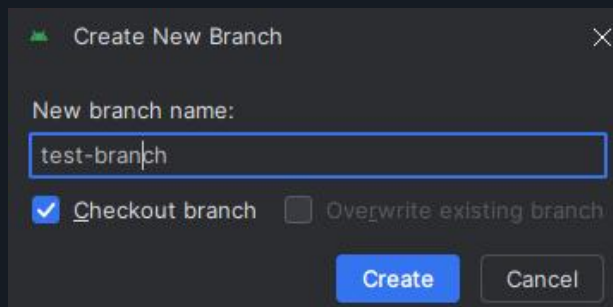 Create New Branch
New branch name:
test-branch
Checkout branch
Overwrite existing branch
Create
Cancel